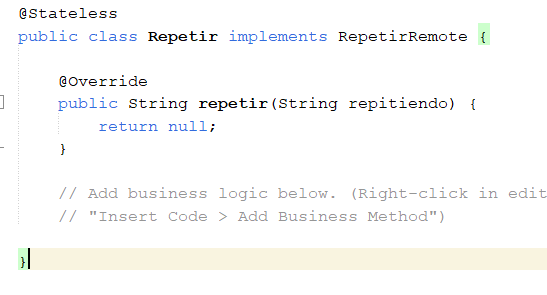 @Stateless
public class Repetir implements RepetirRemote {
@Override
public String repetir(String repitiendo) {
return null;
}
// Add business logic below. (Right-click in edit
// "Insert Code > Add Business Method")
}